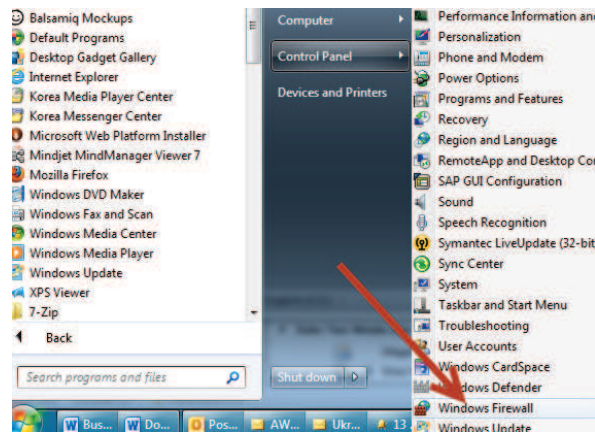 Balsamiq Mockups
Default Programs
Desktop Gadget Gallery
Internet Explorer
Korea Media Player Center
Korea Messenger Center
Microsoft Web Platform Installer
Mindjet MindManager Viewer 7
Mozilla Firefox
Windows DVD Maker
Windows Fax and Scan
Windows Media Center
Windows Media Player
Windows Update
XPS Viewer
7-Zip
Back
Search programs and files
Computer
Control Panel
Devices and Printers
Shut down
Performance Information an
Personalization
Phone and Modem
Power Options
Programs and Features
Recovery
Region and Language
RemoteApp and Desktop Co
SAP GUI Configuration
Sound
Speech Recognition
Symantec LiveUpdate (32-bit
Sync Center
System
Taskbar and Start Menu
Troubleshooting
User Accounts
Windows CardSpace
Windows Defender
Windows Firewall
Windows Update
Bus... Do... Pos... AW... Ukr... 13